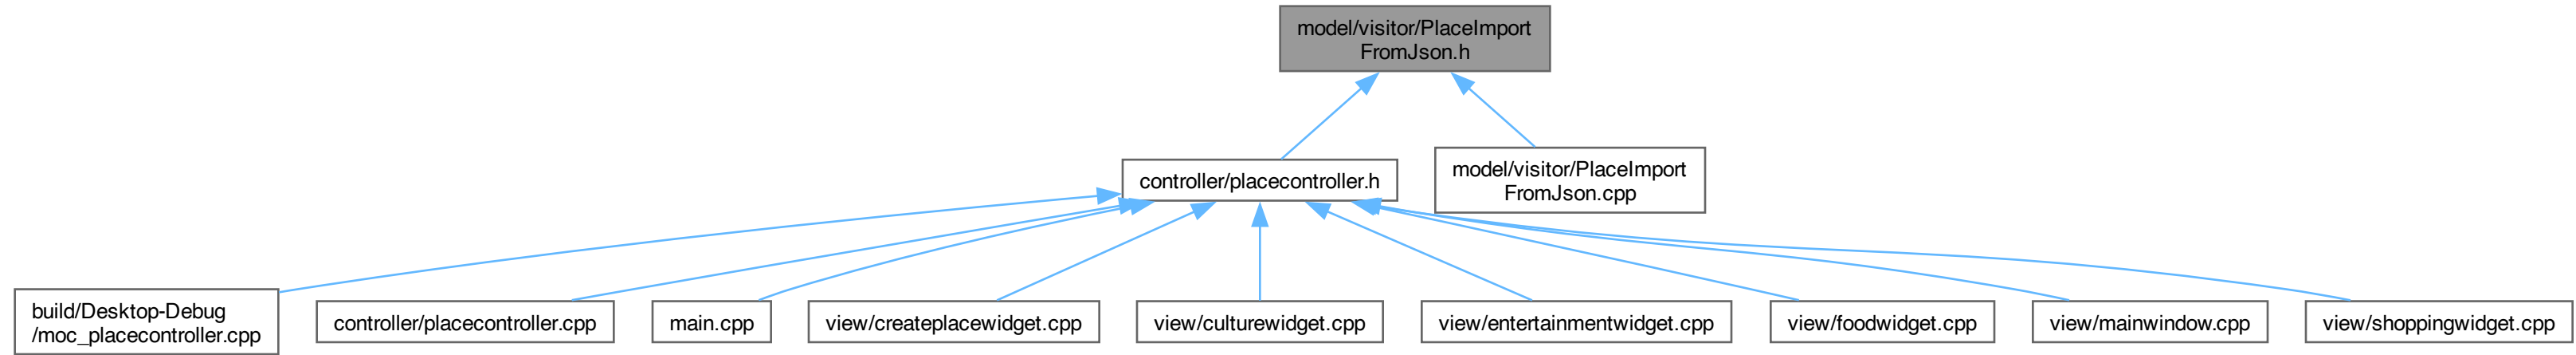 model/visitor/PlaceImport
FromJson.h
controller/placecontroller.h
model/visitor/PlaceImport
FromJson.cpp
build/Desktop-Debug
/moc_placecontroller.cpp
controller/placecontroller.cpp
main.cpp
view/createplacewidget.cpp
view/culturewidget.cpp
view/entertainmentwidget.cpp
view/foodwidget.cpp
view/mainwindow.cpp
view/shoppingwidget.cpp